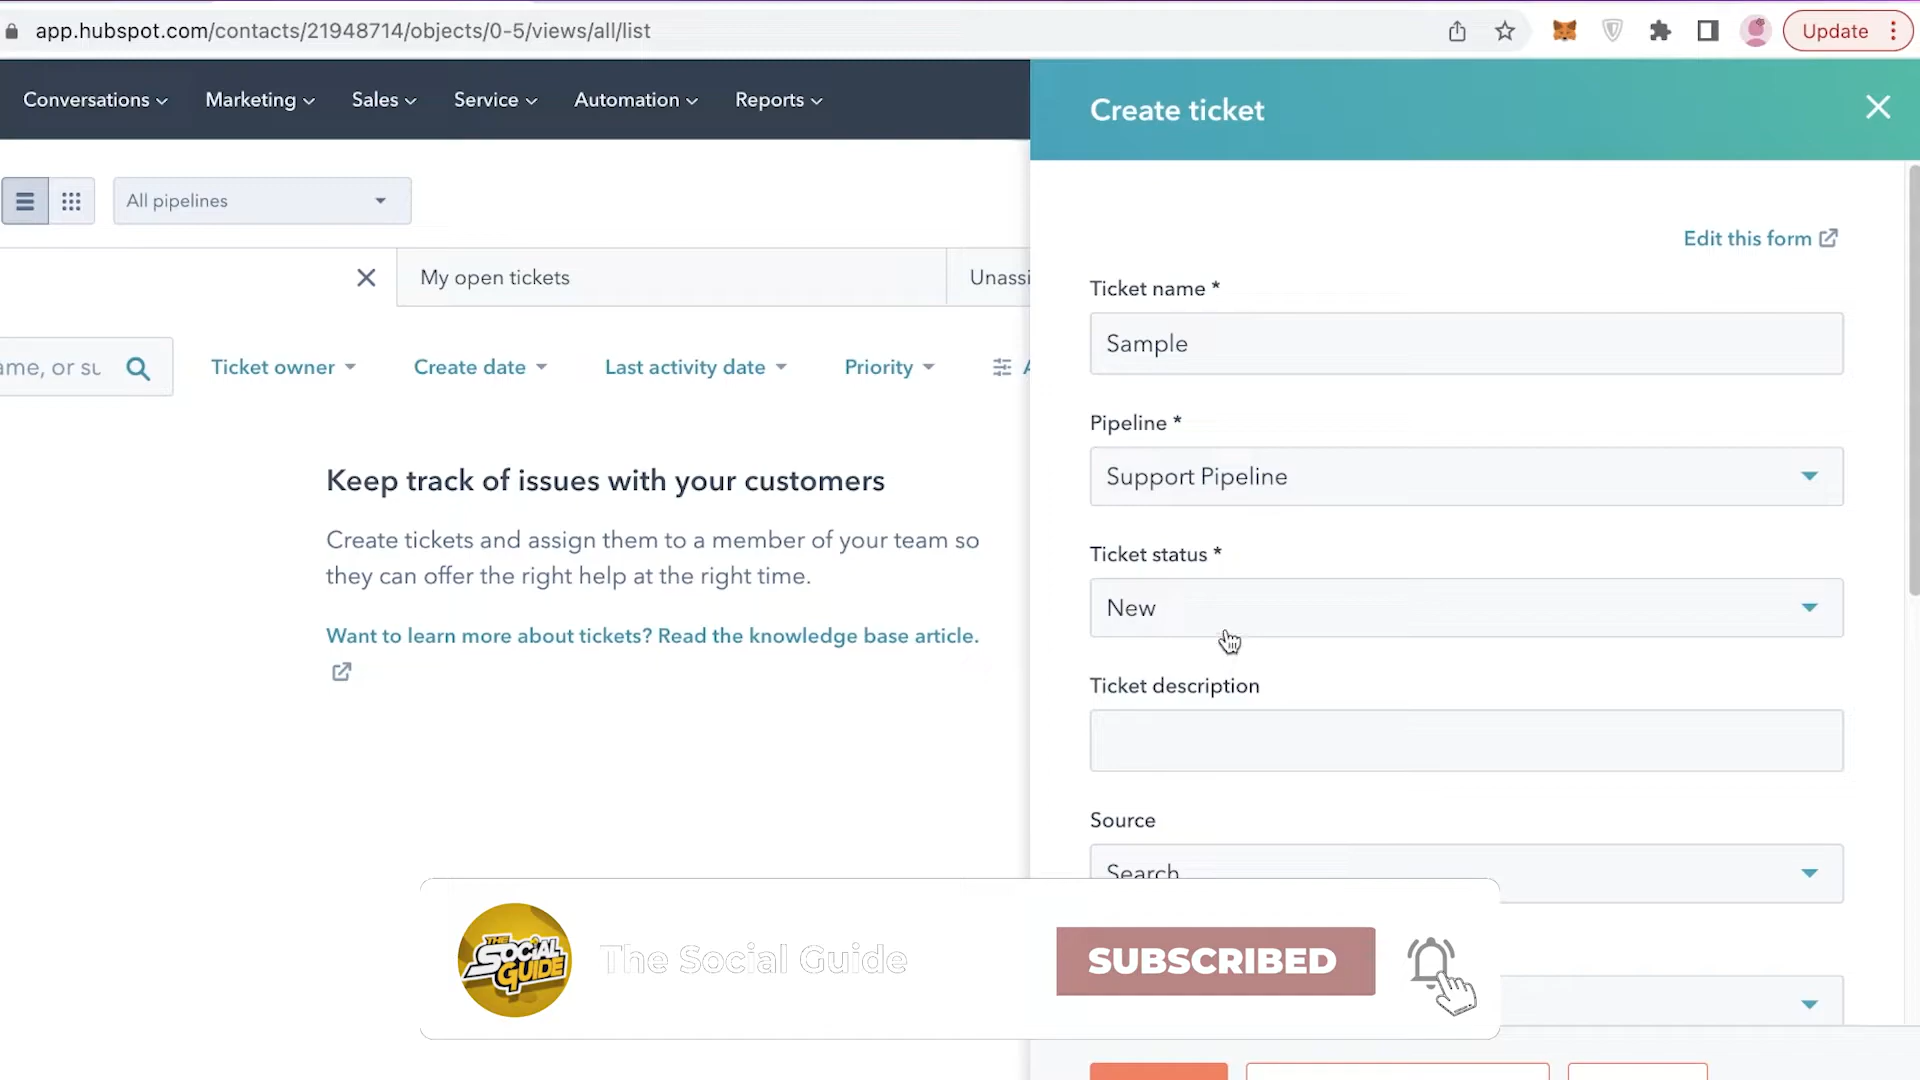 app.hubspot.com/contacts/21948714/objects/0-5/views/all/list
Update
Conversations
Marketing
Sales
Service
Automation
Reports
Create ticket
All pipelines
Edit this form
My open tickets
Unassi
Ticket name *
Sample
ame, or su
Ticket owner
Create date
Last activity date
Priority
A
Pipeline *
Support Pipeline
Keep track of issues with your customers
Create tickets and assign them to a member of your team so
they can offer the right help at the right time.
Want to learn more about tickets? Read the knowledge base article.
Ticket status *
New
Ticket description
Source
Search
THE SOCIAL GUIDE
The Social Guide
SUBSCRIBED